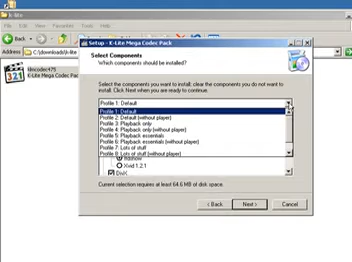 K-Lite
File Edit View Favorites Tools Help
Back
Address C:\downloads\k-lite
filmcodec475
K-Lite Mega Codec Pac
Setup - K-Lite Mega Codec Pack
Select Components
Which components should be installed?
Select the components you want to install; clear the components you do not want to
install. Click Next when you are ready to continue.
Profile 1: Default
Profile 1: Default
Profile 2: Default (without player)
Profile 3: Playback only
Profile 4: Playback only (without player)
Profile 5: Playback essentials
Profile 6: Playback essentials (without player)
Profile 7: Lots of stuff
Profile 8: Lots of stuff (without player)
ffdshow
Xvid 1.2.1
DivX
Current selection requires at least 64.6 MB of disk space.
< Back Next > Cancel